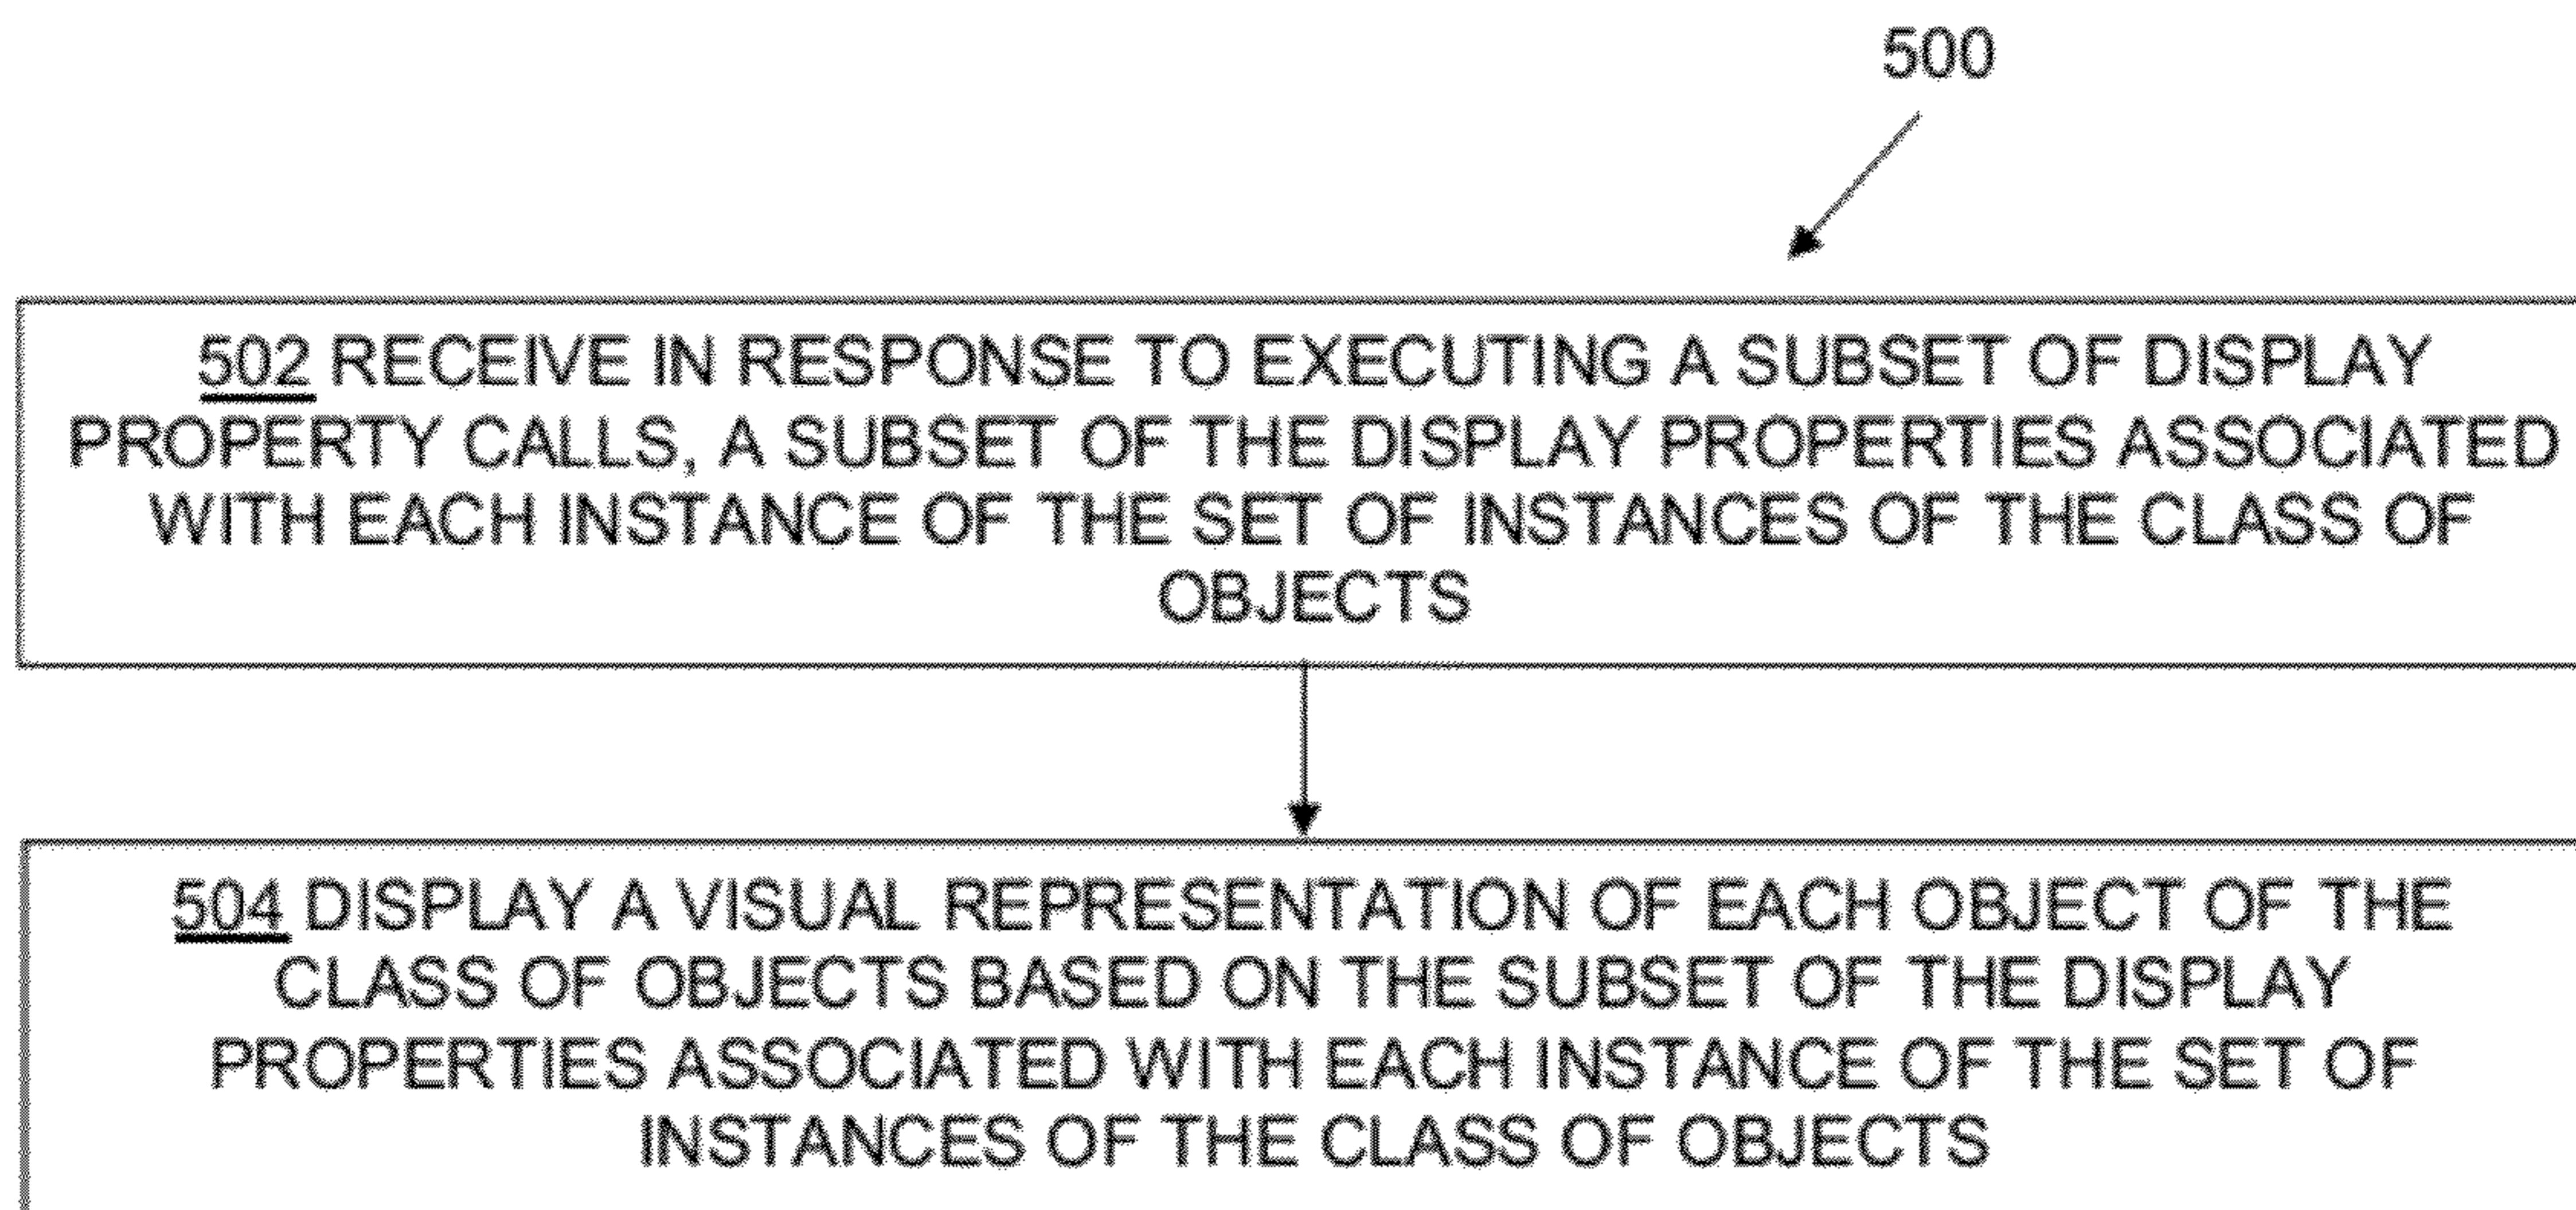 500
502 RECEIVE IN RESPONSE TO EXECUTING A SUBSET OF DISPLAY
PROPERTY CALLS, A SUBSET OF THE DISPLAY PROPERTIES ASSOCIATED
WITH EACH INSTANCE OF THE SET OF INSTANCES OF THE CLASS OF
OBJECTS
504 DISPLAY A VISUAL REPRESENTATION OF EACH OBJECT OF THE
CLASS OF OBJECTS BASED ON THE SUBSET OF THE DISPLAY
PROPERTIES ASSOCIATED WITH EACH INSTANCE OF THE SET OF
INSTANCES OF THE CLASS OF OBJECTS